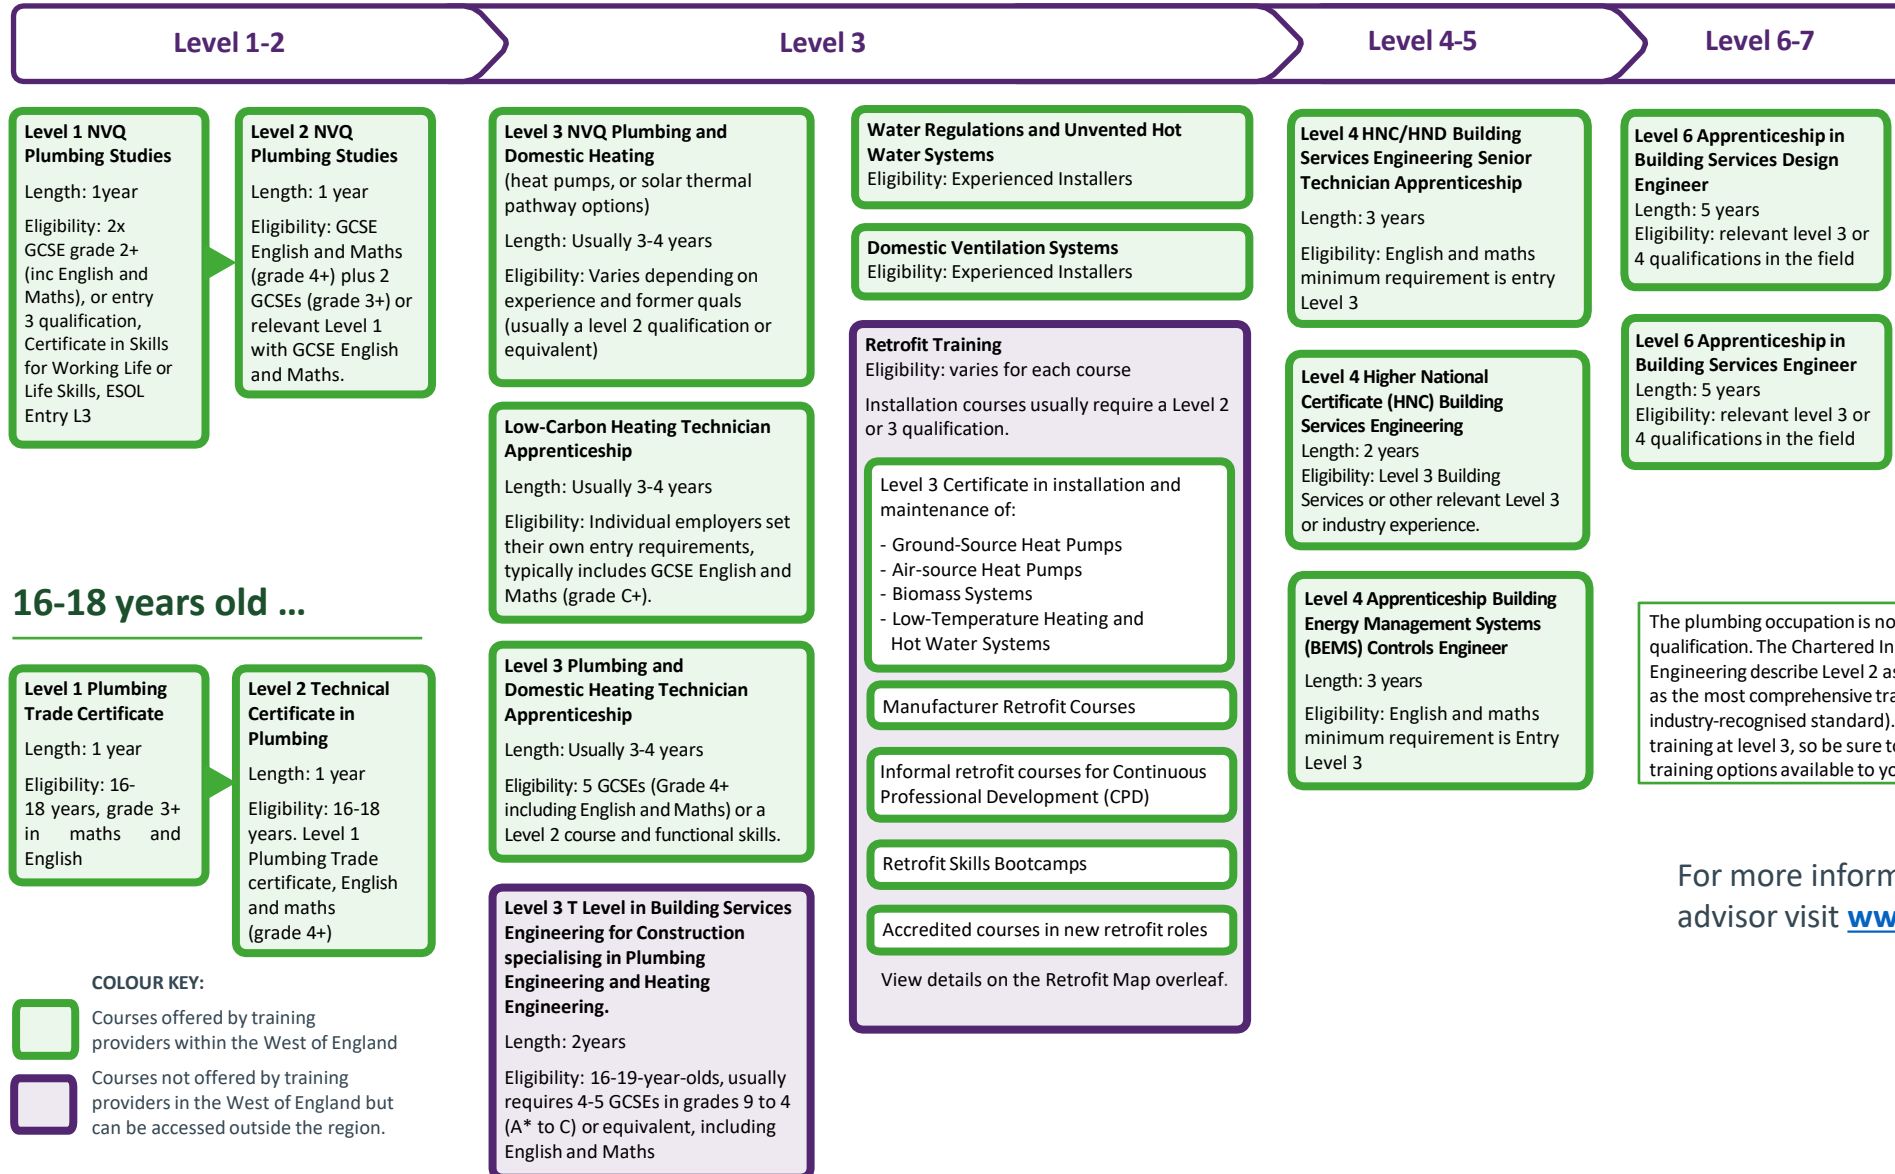 Level 1-2
Level 3
Level 4-5
Level 6-7
Level 1 NVQ
Plumbing Studies
Length: 1year
Eligibility: 2x
GCSE grade 2+
(inc English and
Maths), or entry
3 qualification,
Certificate in Skills
for Working Life or
Life Skills, ESOL
Entry L3
Level 2 NVQ
Plumbing Studies
Length: 1 year
Eligibility: GCSE
English and Maths
(grade 4+) plus 2
GCSEs (grade 3+) or
relevant Level 1
with GCSE English
and Maths.
16-18 years old ...
Level 1 Plumbing
Trade Certificate
Length: 1 year
Eligibility: 16-
18 years, grade 3+
in maths and
English
Level 2 Technical
Certificate in
Plumbing
Length: 1 year
Eligibility: 16-18
years. Level 1
Plumbing Trade
certificate, English
and maths
(grade 4+)
COLOUR KEY:
Courses offered by training
providers within the West of England
Courses not offered by training
providers in the West of England but
can be accessed outside the region.
Level 3 NVQ Plumbing and
Domestic Heating
(heat pumps, or solar thermal
pathway options)
Length: Usually 3-4 years
Eligibility: Varies depending on
experience and former quals
(usually a level 2 qualification or
equivalent)
Low-Carbon Heating Technician
Apprenticeship
Length: Usually 3-4 years
Eligibility: Individual employers set
their own entry requirements,
typically includes GCSE English and
Maths (grade C+).
Level 3 Plumbing and
Domestic Heating Technician
Apprenticeship
Length: Usually 3-4 years
Eligibility: 5 GCSEs (Grade 4+
including English and Maths) or a
Level 2 course and functional skills.
Level 3 T Level in Building Services
Engineering for Construction
specialising in Plumbing
Engineering and Heating
Engineering.
Length: 2years
Eligibility: 16-19-year-olds, usually
requires 4-5 GCSEs in grades 9 to 4
(A* to C) or equivalent, including
English and Maths
Water Regulations and Unvented Hot
Water Systems
Eligibility: Experienced Installers
Domestic Ventilation Systems
Eligibility: Experienced Installers
Retrofit Training
Eligibility: varies for each course
Installation courses usually require a Level 2
or 3 qualification.
Level 3 Certificate in installation and
maintenance of:
- Ground-Source Heat Pumps
- Air-source Heat Pumps
- Biomass Systems
- Low-Temperature Heating and
Hot Water Systems
Manufacturer Retrofit Courses
Informal retrofit courses for Continuous
Professional Development (CPD)
Retrofit Skills Bootcamps
Accredited courses in new retrofit roles
View details on the Retrofit Map overleaf.
Level 4 HNC/HND Building
Services Engineering Senior
Technician Apprenticeship
Length: 3 years
Eligibility: English and maths
minimum requirement is entry
Level 3
Level 4 Higher National
Certificate (HNC) Building
Services Engineering
Length: 2 years
Eligibility: Level 3 Building
Services or other relevant Level 3
or industry experience.
Level 4 Apprenticeship Building
Energy Management Systems
(BEMS) Controls Engineer
Length: 3 years
Eligibility: English and maths
minimum requirement is Entry
Level 3
Level 6 Apprenticeship in
Building Services Design
Engineer
Length: 5 years
Eligibility: relevant level 3 or
4 qualifications in the field
Level 6 Apprenticeship in
Building Services Engineer
Length: 5 years
Eligibility: relevant level 3 or
4 qualifications in the field
The plumbing occupation is no
qualification. The Chartered In
Engineering describe Level 2 as
as the most comprehensive tra
industry-recognised standard).
training at level 3, so be sure to
training options available to yo
For more inform
advisor visit ww